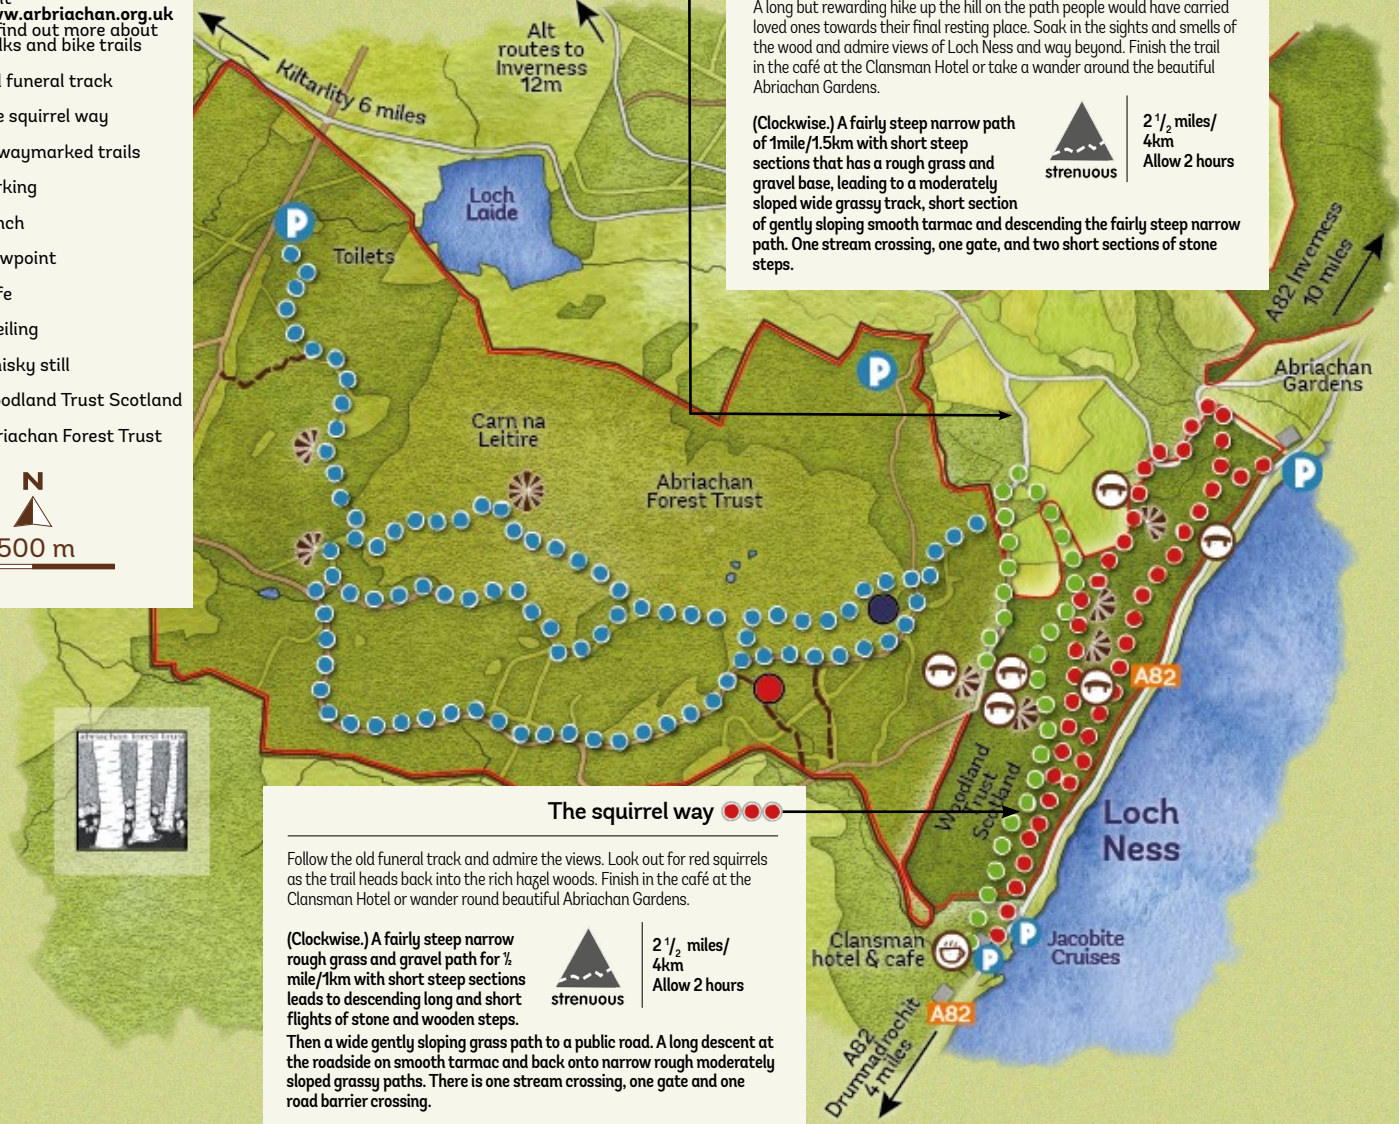 ww.arbriachan.org.uk
find out more about
lks and bike trails
l funeral track
e squirrel way
waymarked trails
rking
nch
wpoint
fe
eiling
isky still
oodland Trust Scotland
riachan Forest Trust
N
500 m
Kiltarlity 6 miles
Alt
routes to
Inverness
12m
Loch
Laide
P
Toilets
Carn na
Leitire
Abriachan
Forest Trust
P
A long but rewarding hike up the hill on the path people would have carried
loved ones towards their final resting place. Soak in the sights and smells of
the wood and admire views of Loch Ness and way beyond. Finish the trail
in the café at the Clansman Hotel or take a wander around the beautiful
Abriachan Gardens.
(Clockwise.) A fairly steep narrow path
of 1mile/1.5km with short steep
sections that has a rough grass and
gravel base, leading to a moderately
sloped wide grassy track, short section
of gently sloping smooth tarmac and descending the fairly steep narrow
path. One stream crossing, one gate, and two short sections of stone
steps.
strenuous
2 1/2 miles/
4km
Allow 2 hours
A82 Inverness
10 miles
Abriachan
Gardens
P
A82
Woodland
Trust
Scotland
Loch
Ness
abriachan forest trust
The squirrel way
Follow the old funeral track and admire the views. Look out for red squirrels
as the trail heads back into the rich hazel woods. Finish in the café at the
Clansman Hotel or wander round beautiful Abriachan Gardens.
(Clockwise.) A fairly steep narrow
rough grass and gravel path for ½
mile/1km with short steep sections
leads to descending long and short
flights of stone and wooden steps.
Then a wide gently sloping grass path to a public road. A long descent at
the roadside on smooth tarmac and back onto narrow rough moderately
sloped grassy paths. There is one stream crossing, one gate and one
road barrier crossing.
strenuous
2 1/2 miles/
4km
Allow 2 hours
Clansman
hotel & cafe
P
P
Jacobite
Cruises
A82
A82
Drumnadrochit
4 miles